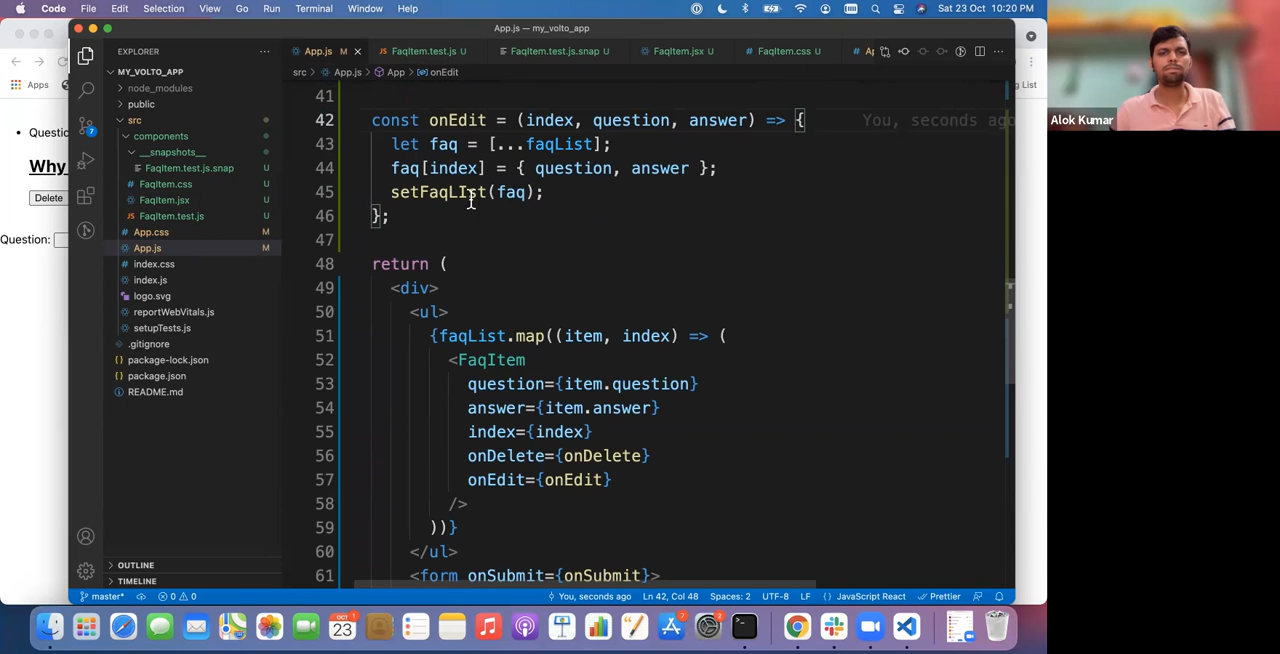 Code File Edit Selection View Go Run Terminal Window Help Sat 23 Oct 10:20 PM
App.js — my_volto_app
EXPLORER
App.js M
FaqItem.test.js U
FaqItem.test.js.snap U
FaqItem.jsx U
FaqItem.css U
src > App.js > App > onEdit
MY_VOLTO_APP
node_modules
public
src
components
__snapshots__
FaqItem.test.js.snap U
FaqItem.css U
FaqItem.jsx U
FaqItem.test.js U
App.css M
App.js M
index.css
index.js
logo.svg
reportWebVitals.js
setupTests.js
.gitignore
package-lock.json
package.json
README.md
OUTLINE
TIMELINE
41
42 const onEdit = (index, question, answer) => { You, seconds ago
43 let faq = [...faqList];
44 faq[index] = { question, answer };
45 setFaqLIst(faq);
46 };
47
48 return (
49 <div>
50 <ul>
51 {faqList.map((item, index) => (
52 <FaqItem
53 question={item.question}
54 answer={item.answer}
55 index={index}
56 onDelete={onDelete}
57 onEdit={onEdit}
58 />
59 ))}
60 </ul>
61 <form onSubmit={onSubmit}>
master* 0 0 You, seconds ago Ln 42, Col 48 Spaces: 2 UTF-8 LF JavaScript React Prettier
Apps
Why
Delete
Question:
Alok Kumar
OCT
23
7
7
2